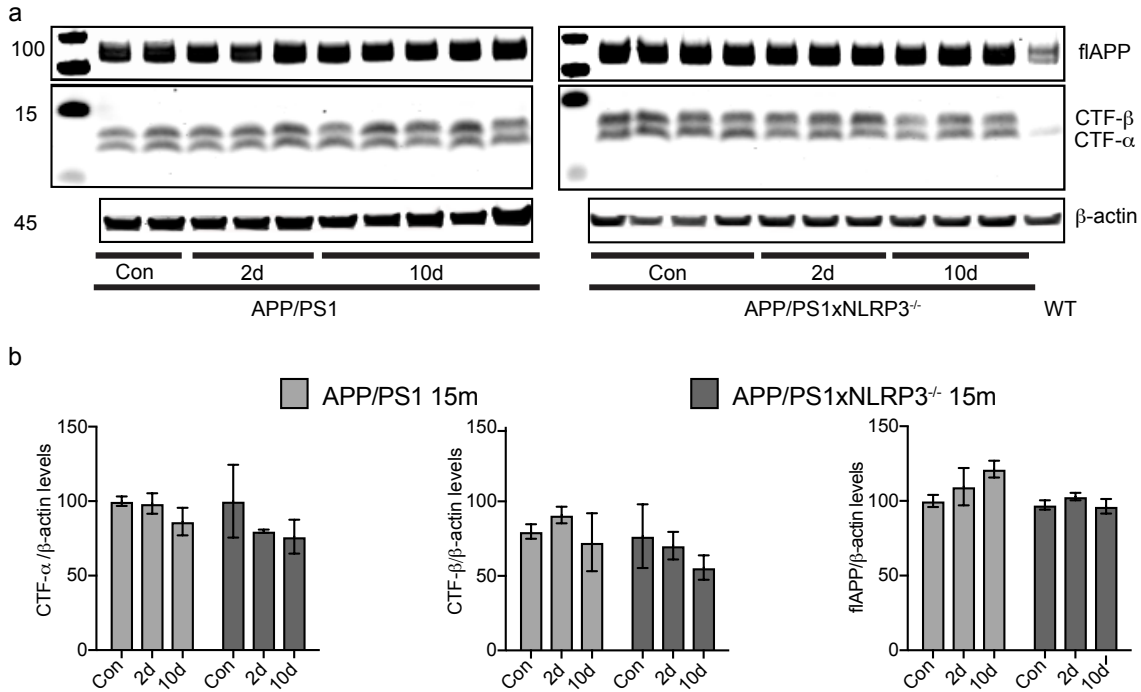 a
100
flAPP
15
CTF-β
CTF-α
45
β-actin
Con 2d 10d
APP/PS1
Con 2d 10d
APP/PS1xNLRP3-/- WT
b
APP/PS1 15m
APP/PS1xNLRP3-/- 15m
CTF-α/β-actin levels
150
100
50
0
Con 2d 10d Con 2d 10d
CTF-β/β-actin levels
150
100
50
0
Con 2d 10d Con 2d 10d
flAPP/β-actin levels
150
100
50
0
Con 2d 10d Con 2d 10d